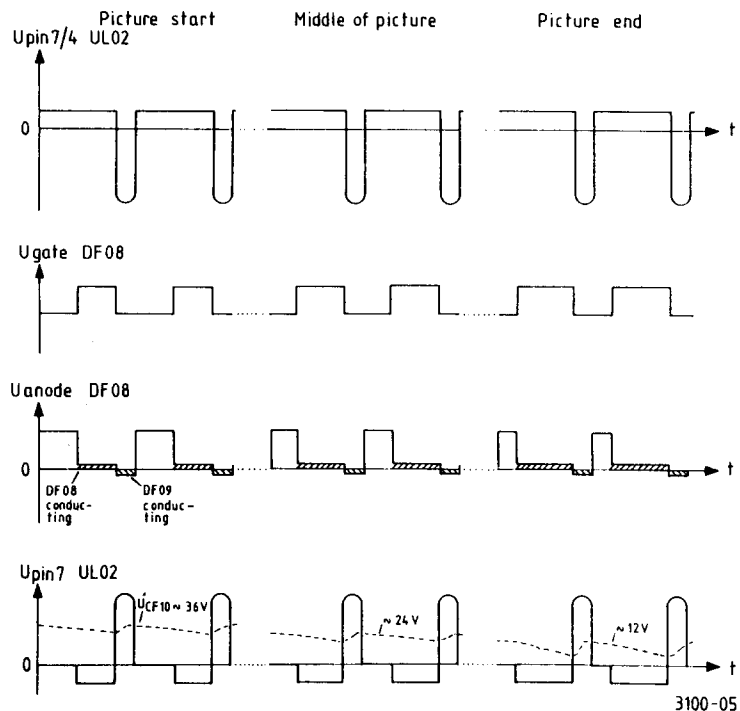 Picture start
Middle of picture
Picture end
Upin7/4 UL02
0
t
Ugate DF08
Uanode DF08
0
t
DF08
conduc-
ting
DF09
conduc-
ting
Upin7 UL02
UCF10 ~ 36V
~ 24V
~ 12V
0
t
3100-05